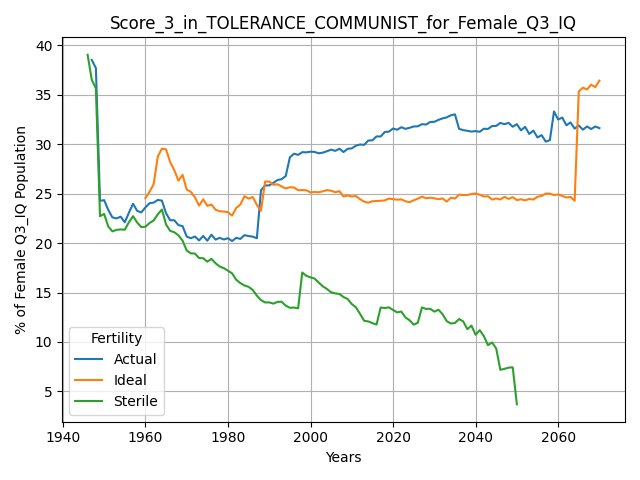 Score_3_in_TOLERANCE_COMMUNIST_for_Female_Q3_IQ
% of Female Q3_IQ Population
40
35
30
25
20
15
10
5
Fertility
Actual
Ideal
Sterile
1940
1960
1980
2000
2020
2040
2060
Years